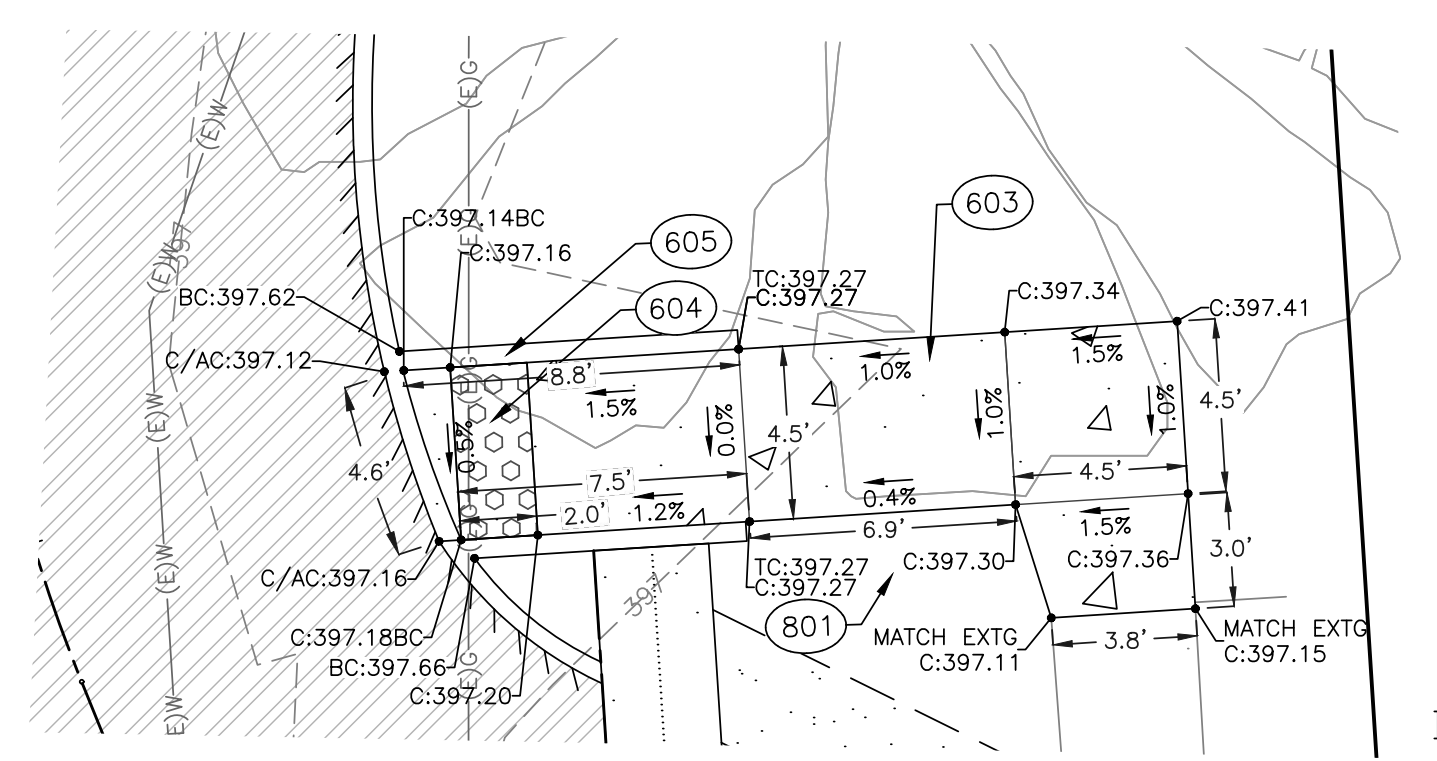 (E)G
(E)W
603
C:397.14BC
605
(E)G
397
C:397.16
(E)W
TC:397.27
C:397.27
C:397.34
BC:397.62
604
C:397.41
1.5%
C/AC:397.12
1.0%
(E)G
8.8'
1.5%
1.0%
1.0%
4.5'
(E)W
0.0%
4.5'
0.5%
4.6'
4.5'
7.5'
0.4%
2.0'
1.2%
1.5%
6.9'
(E)G
3.0'
C:397.30
C:397.36
(E)W
C/AC:397.16
TC:397.27
C:397.27
397
801
C:397.18BC
MATCH EXTG
C:397.11
3.8'
MATCH EXTG
C:397.15
BC:397.66
(E)G
C:397.20
E)W